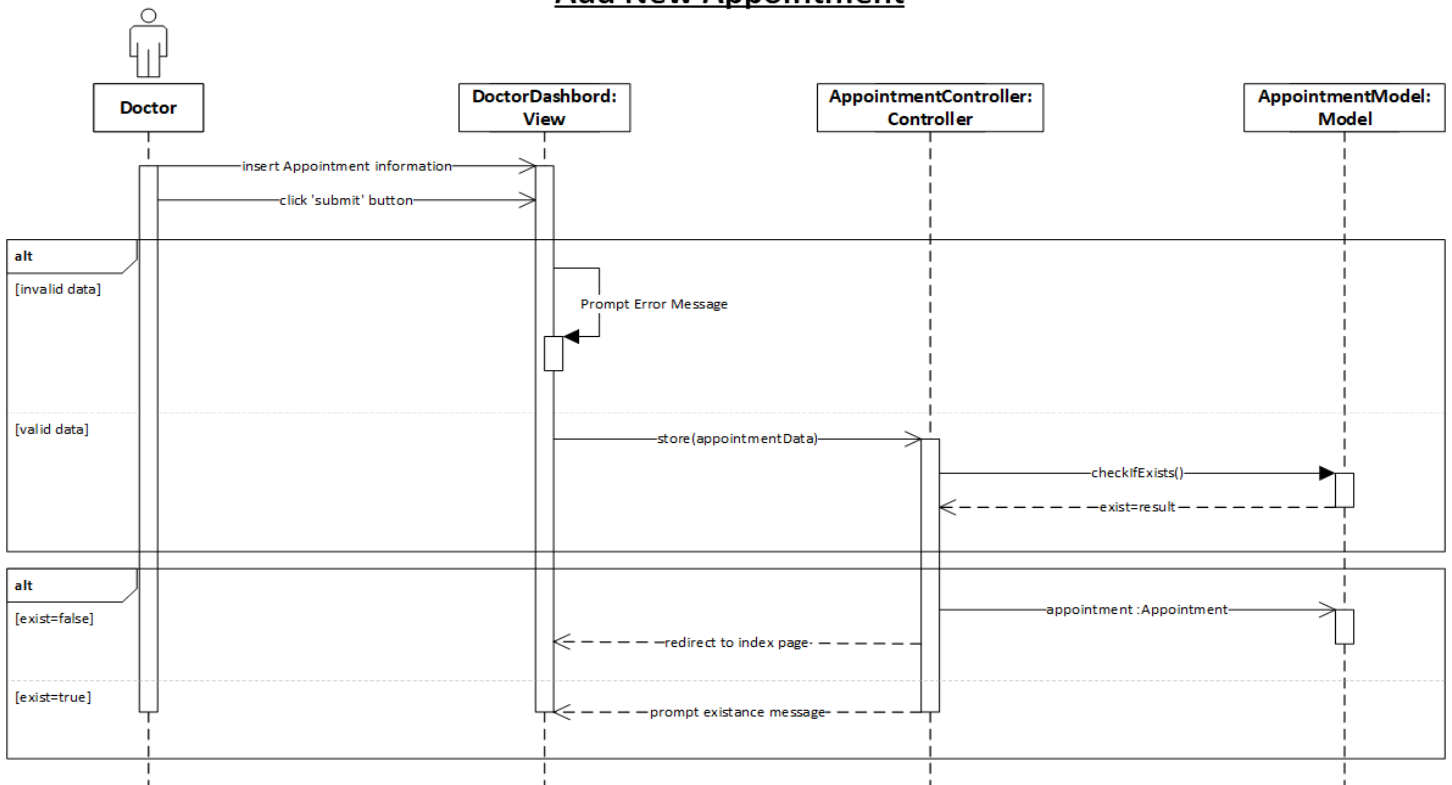 Add New Appointment
Doctor
DoctorDashbord:
View
AppointmentController:
Controller
AppointmentModel:
Model
insert Appointment information
click 'submit' button
alt
[invalid data]
Prompt Error Message
[valid data]
store(appointmentData)
checkIfExists()
exist=result
alt
[exist=false]
appointment :Appointment
redirect to index page
[exist=true]
prompt existance message